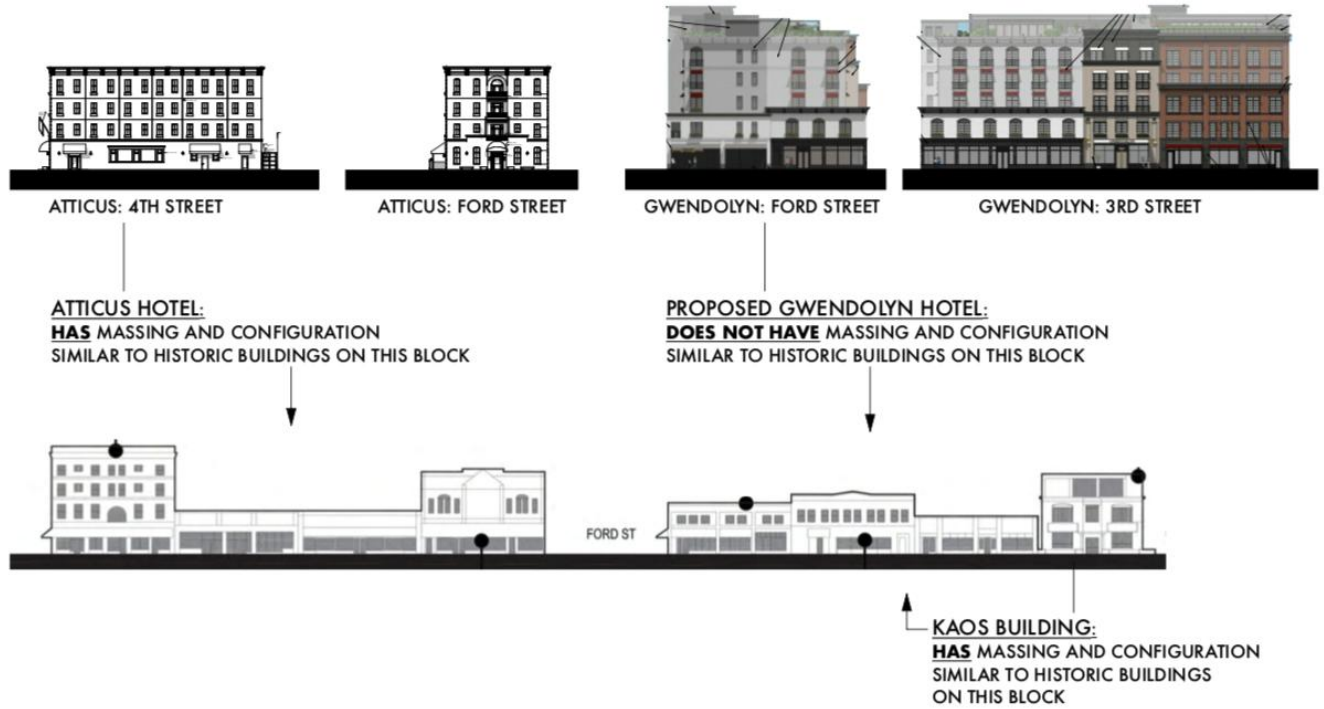 ATTICUS: 4TH STREET
ATTICUS: FORD STREET
GWENDOLYN: FORD STREET
GWENDOLYN: 3RD STREET
ATTICUS HOTEL:
HAS MASSING AND CONFIGURATION
SIMILAR TO HISTORIC BUILDINGS ON THIS BLOCK
PROPOSED GWENDOLYN HOTEL:
DOES NOT HAVE MASSING AND CONFIGURATION
SIMILAR TO HISTORIC BUILDINGS ON THIS BLOCK
FORD ST
KAOS BUILDING:
HAS MASSING AND CONFIGURATION
SIMILAR TO HISTORIC BUILDINGS
ON THIS BLOCK